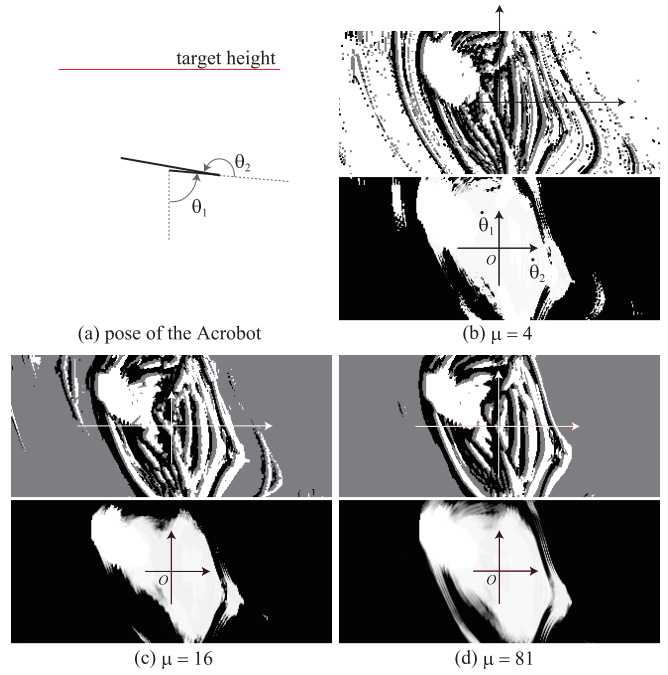 target height
θ₂
θ₁
(a) pose of the Acrobot
θ̇₁
O
θ̇₂
(b) μ = 4
O
(c) μ = 16
O
(d) μ = 81